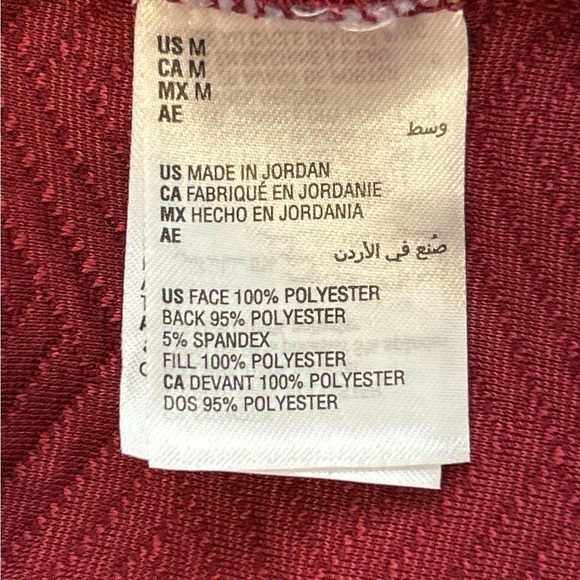 US M
CA M
MX M
AE
وسط
US MADE IN JORDAN
CA FABRIQUÉ EN JORDANIE
MX HECHO EN JORDANIA
AE
صُنع في الأردن
US FACE 100% POLYESTER
BACK 95% POLYESTER
5% SPANDEX
FILL 100% POLYESTER
CA DEVANT 100% POLYESTER
DOS 95% POLYESTER